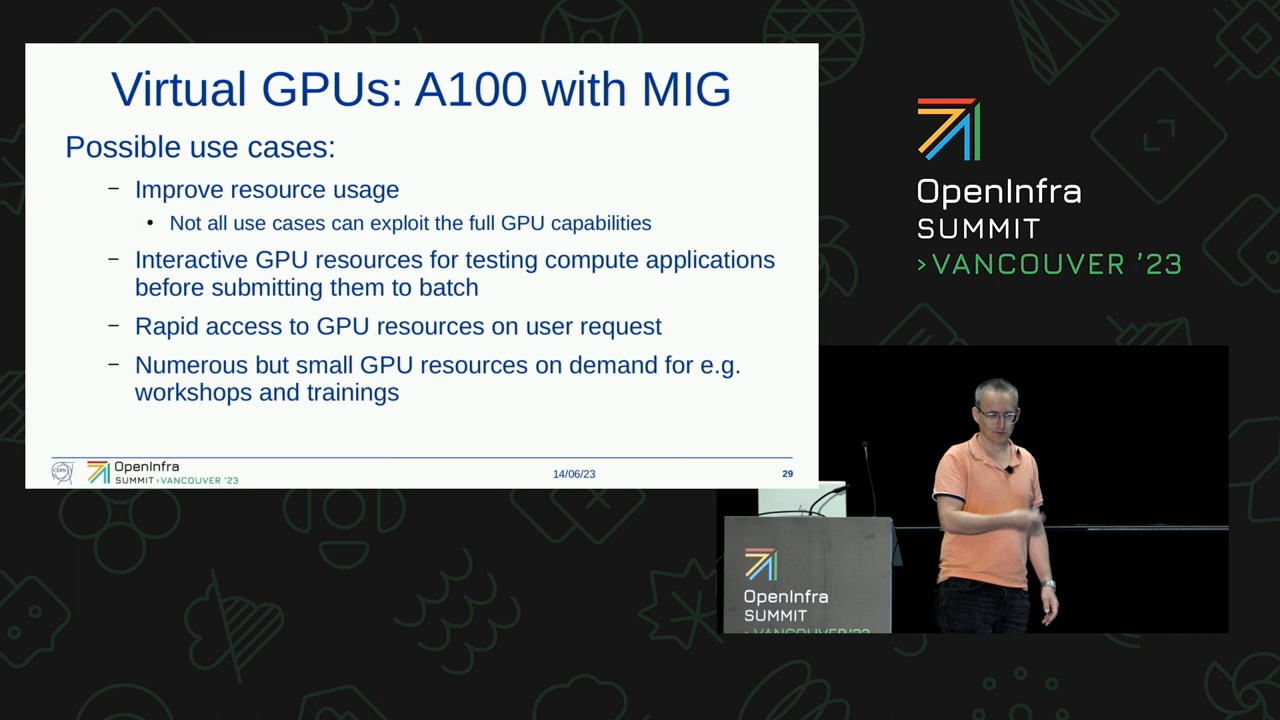 Virtual GPUs: A100 with MIG
Possible use cases:
– Improve resource usage
• Not all use cases can exploit the full GPU capabilities
– Interactive GPU resources for testing compute applications
before submitting them to batch
– Rapid access to GPU resources on user request
– Numerous but small GPU resources on demand for e.g.
workshops and trainings
CERN
OpenInfra
SUMMIT >VANCOUVER '23
14/06/23
29
OpenInfra
SUMMIT
>VANCOUVER '23
OpenInfra
SUMMIT
>VANCOUVER '23